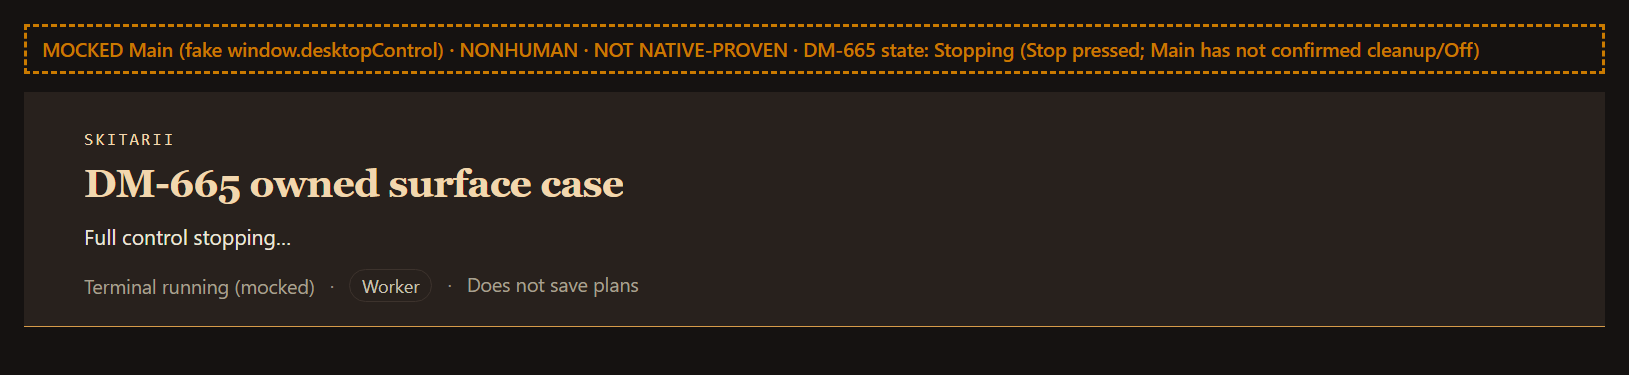 MOCKED Main (fake window.desktopControl) · NONHUMAN · NOT NATIVE-PROVEN · DM-665 state: Stopping (Stop pressed; Main has not confirmed cleanup/Off)
SKITARII
DM-665 owned surface case
Full control stopping...
Terminal running (mocked) · Worker · Does not save plans